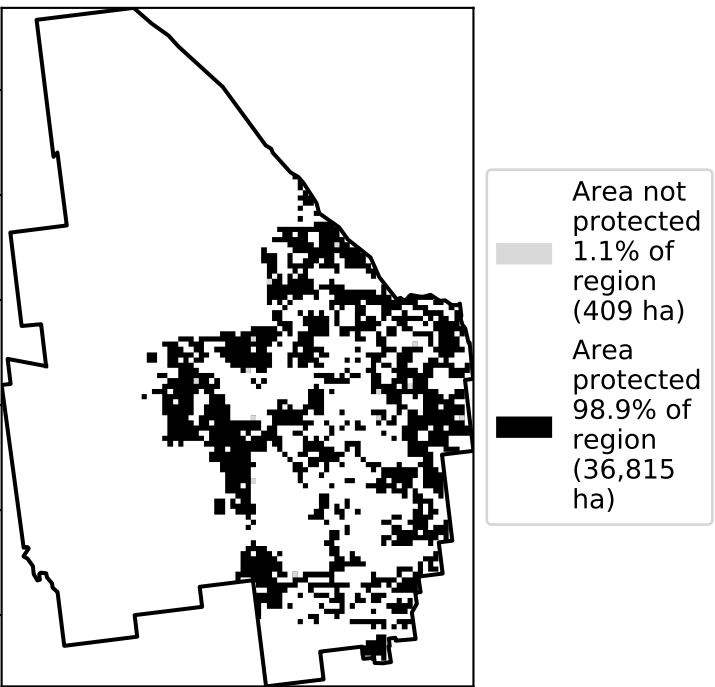 Area not
protected
1.1% of
region
(409 ha)
Area
protected
98.9% of
region
(36,815
ha)